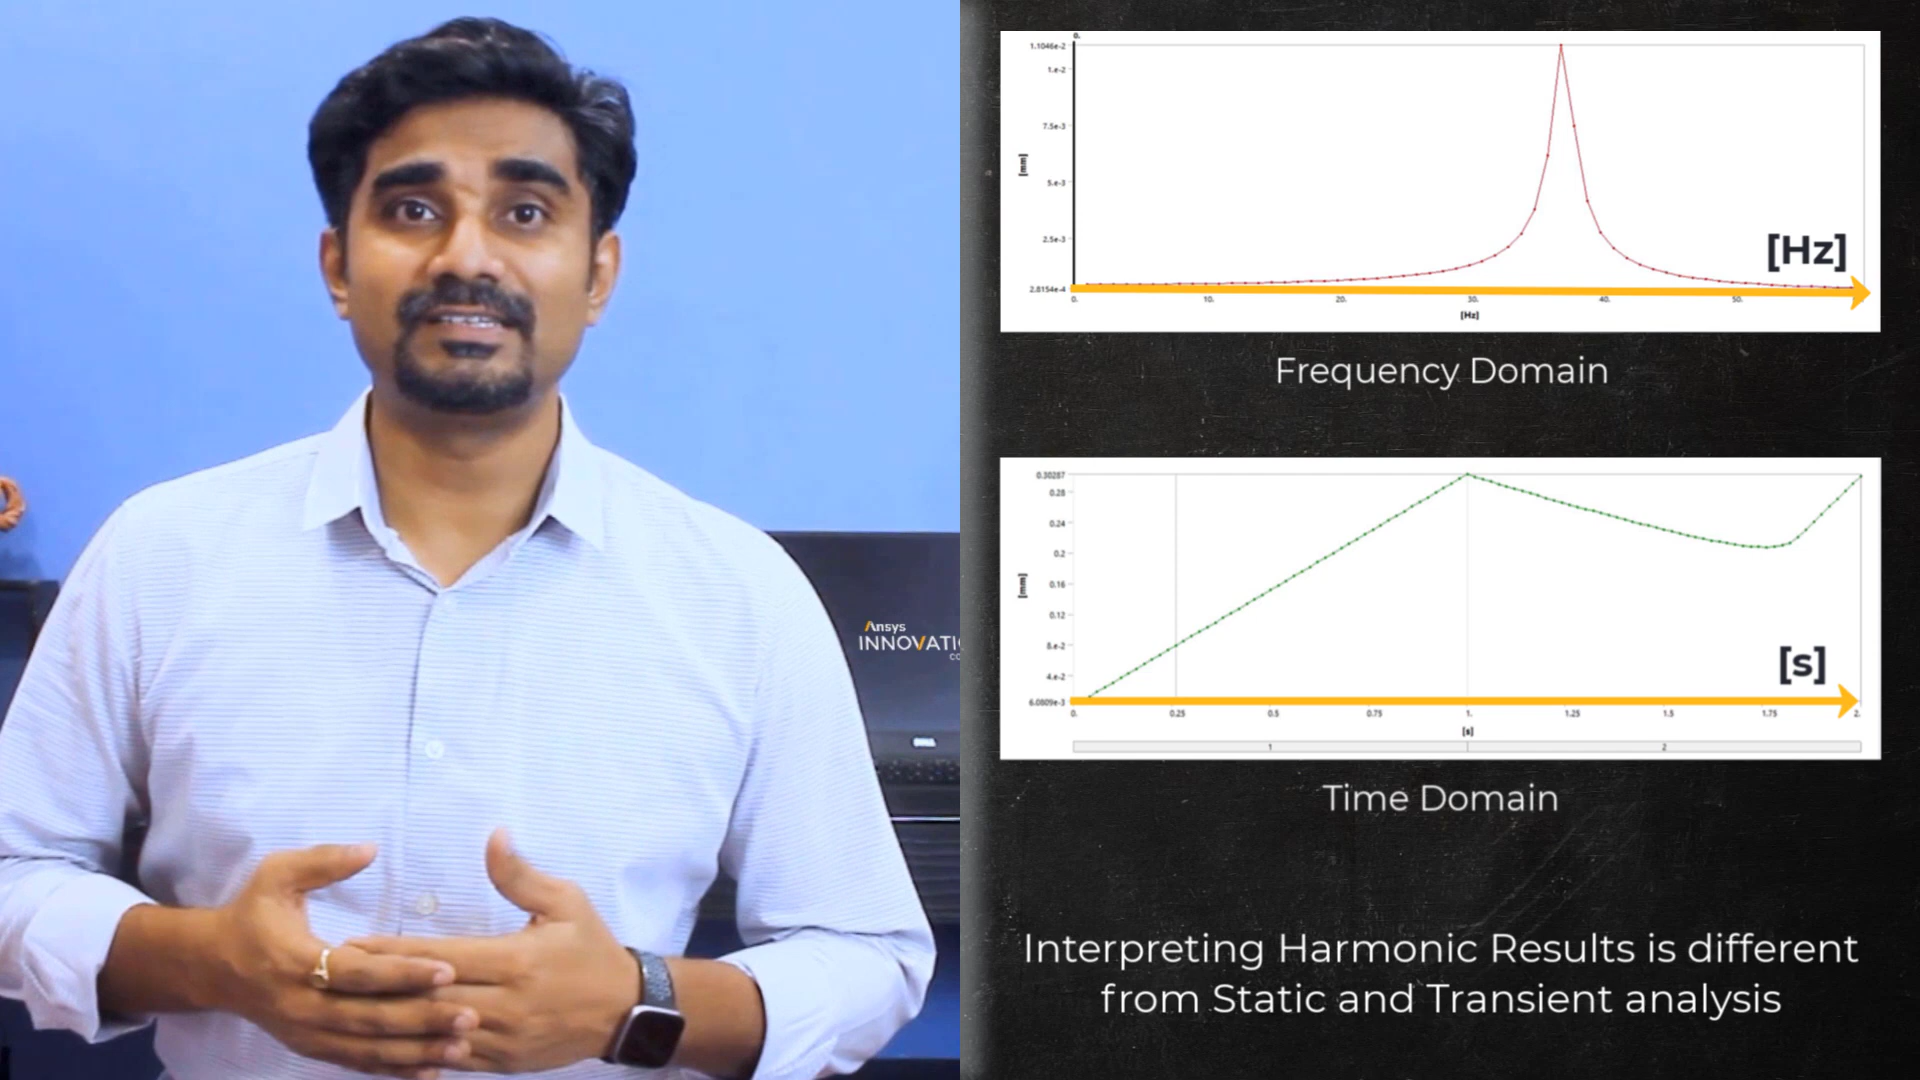 Ansys
INNOVATI
CO
0.
1.1046e-2
1.e-2
7.5e-3
[mm]
5.e-3
2.5e-3
[Hz]
2.8154e-4
0. 10. 20. 30. 40. 50.
[Hz]
Frequency Domain
0.30287
0.28
0.24
0.2
[mm]
0.16
0.12
8.e-2
[s]
4.e-2
6.0809e-3
0. 0.25 0.5 0.75 1. 1.25 1.5 1.75 2.
[s]
1 2
Time Domain
Interpreting Harmonic Results is different
from Static and Transient analysis